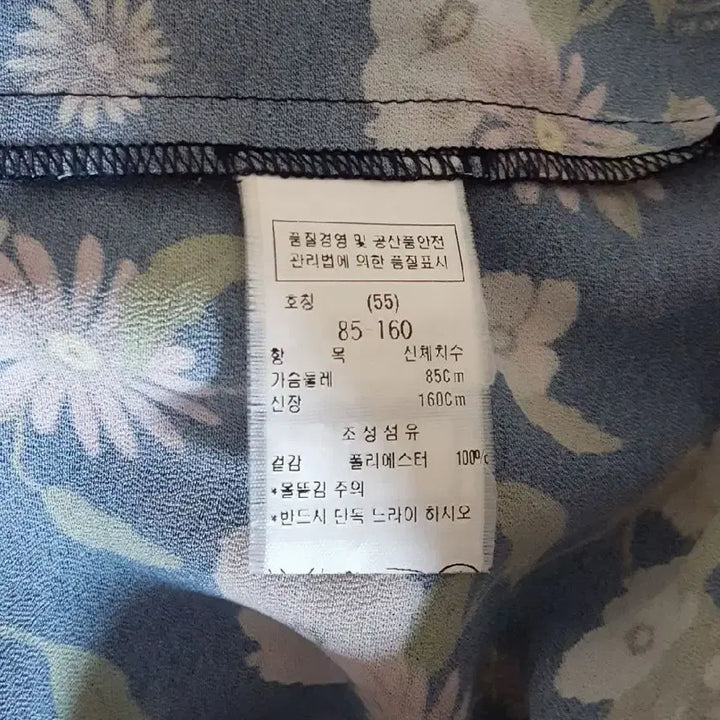 품질경영 및 공산품안전
관리법에 의한 품질표시
호칭 (55)
85-160
항 목 신체치수
가슴둘레 85Cm
신장 160Cm
조성섬유
겉감 폴리에스터 100%
*올뜯김 주의
*반드시 단독 드라이 하시오